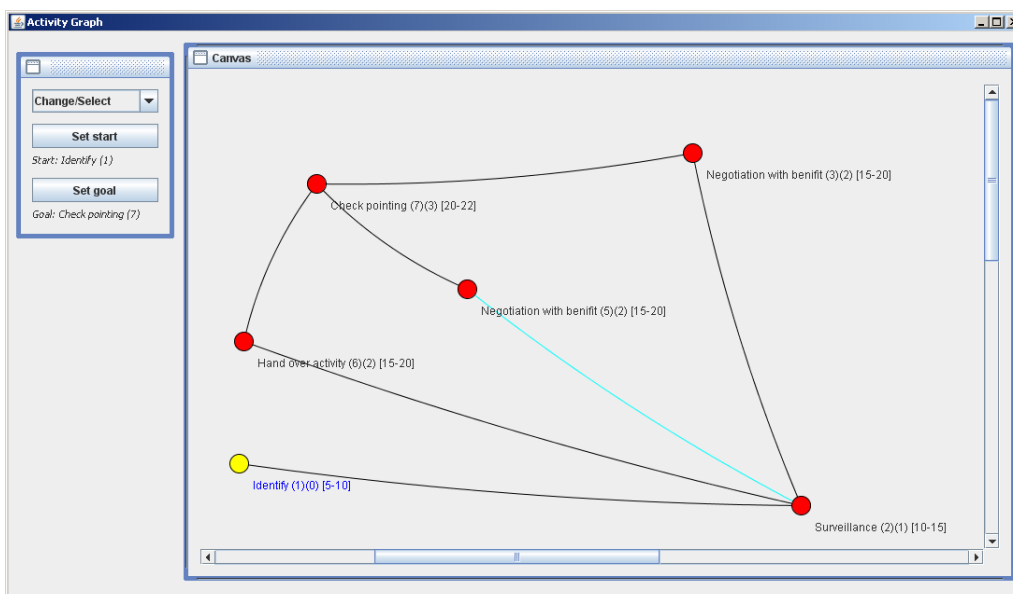 Activity Graph
Canvas
Change/Select
Set start
Start: Identify (1)
Set goal
Goal: Check pointing (7)
Negotiation with benifit (3)(2) [15-20]
Check pointing (7)(3) [20-22]
Negotiation with benifit (5)(2) [15-20]
Hand over activity (6)(2) [15-20]
Identify (1)(0) [5-10]
Surveillance (2)(1) [10-15]